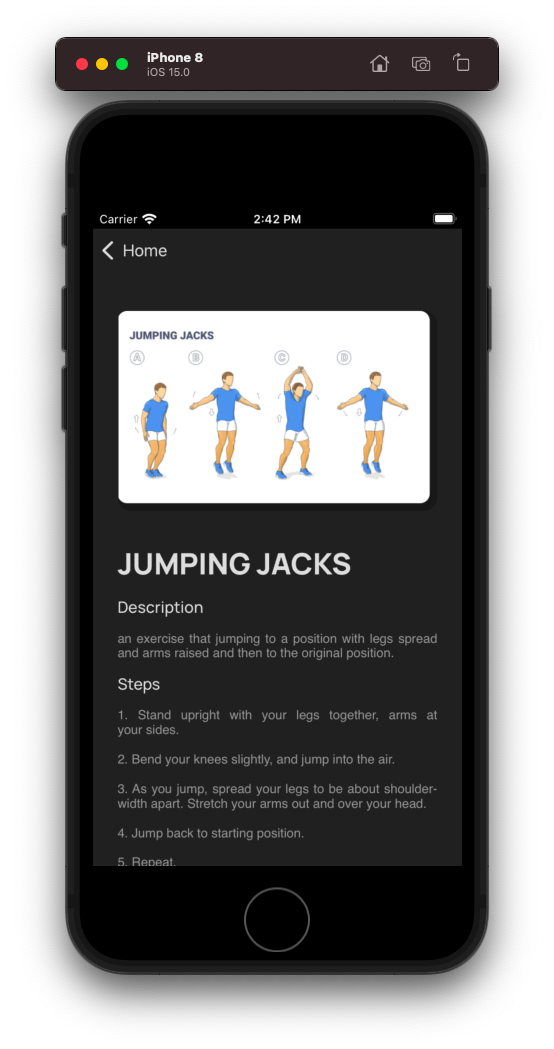 iPhone 8
iOS 15.0
Carrier
2:42 PM
Home
JUMPING JACKS
A B C D
JUMPING JACKS
Description
an exercise that jumping to a position with legs spread
and arms raised and then to the original position.
Steps
1. Stand upright with your legs together, arms at
your sides.
2. Bend your knees slightly, and jump into the air.
3. As you jump, spread your legs to be about shoulder-
width apart. Stretch your arms out and over your head.
4. Jump back to starting position.
5. Repeat.